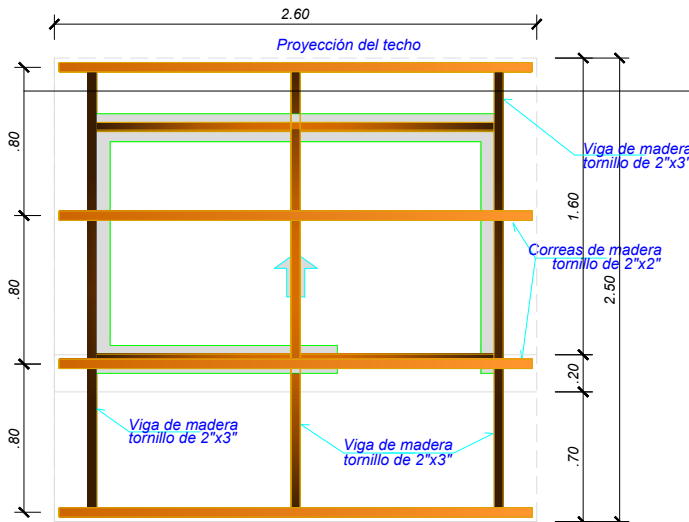 2.60
Proyección del techo
.80
Viga de madera
tornillo de 2"x3"
1.60
Correas de madera
tornillo de 2"x2"
.80
2.50
.20
Viga de madera
tornillo de 2"x3"
Viga de madera
tornillo de 2"x3"
.80
.70